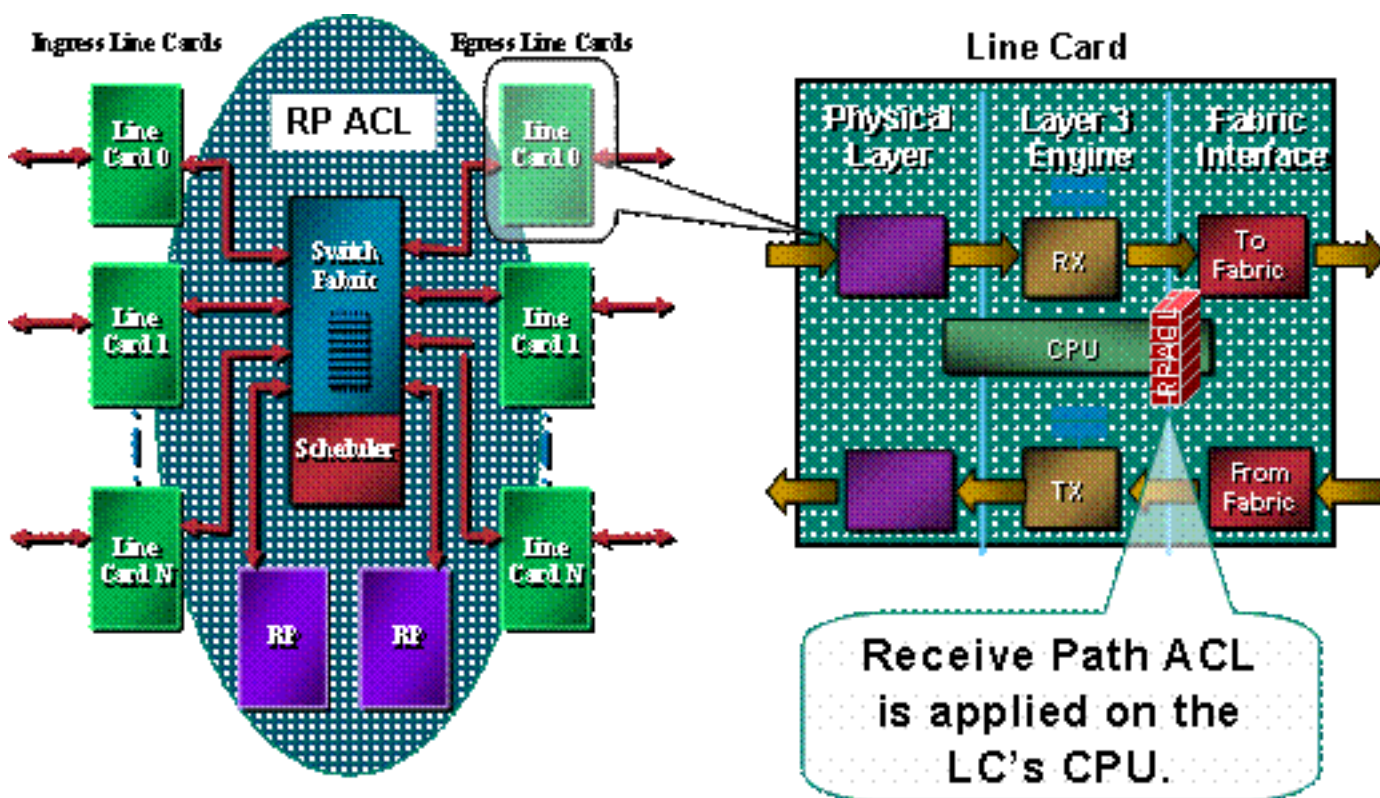 Ingress Line Cards
Egress Line Cards
RP ACL
Line
Card 0
Line
Card 1
Line
Card N
Switch
Fabric
Scheduler
RP
RP
Line
Card 0
Line
Card 1
Line
Card N
Line Card
Physical
Layer
Layer 3
Engine
Fabric
Interface
RX
To
Fabric
CPU
RPACL
TX
From
Fabric
Receive Path ACL
is applied on the
LC's CPU.